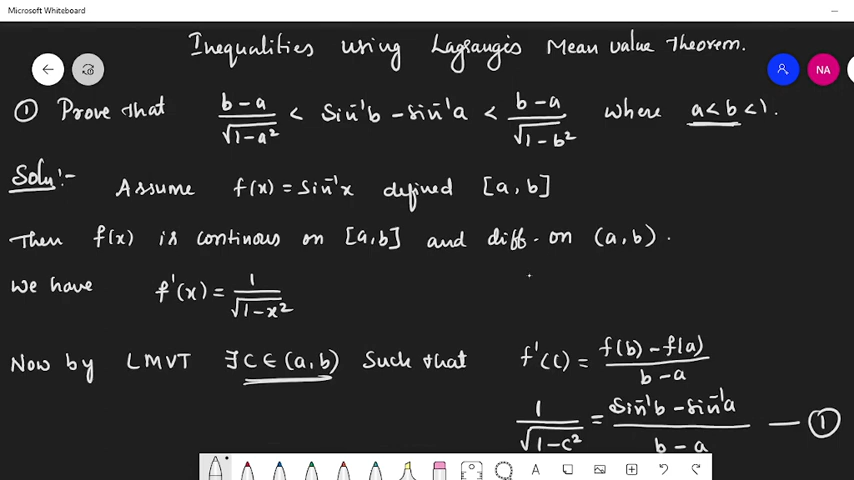 Microsoft Whiteboard
Inequalities using Lagrange's Mean value Theorem.
NA
① Prove that (b-a)/√(1-a²) < Sin⁻¹b - Sin⁻¹a < (b-a)/√(1-b²) where a<b<1.
Soln:-  Assume f(x) = Sin⁻¹x defined [a,b]
Then f(x) is continous on [a,b] and diff. on (a,b).
We have f'(x) = 1/√(1-x²)
Now by LMVT ∃ C ∈ (a,b) Such that f'(c) = (f(b) - f(a))/(b-a)
1/√(1-c²) = (Sin⁻¹b - Sin⁻¹a)/(b-a) — ①